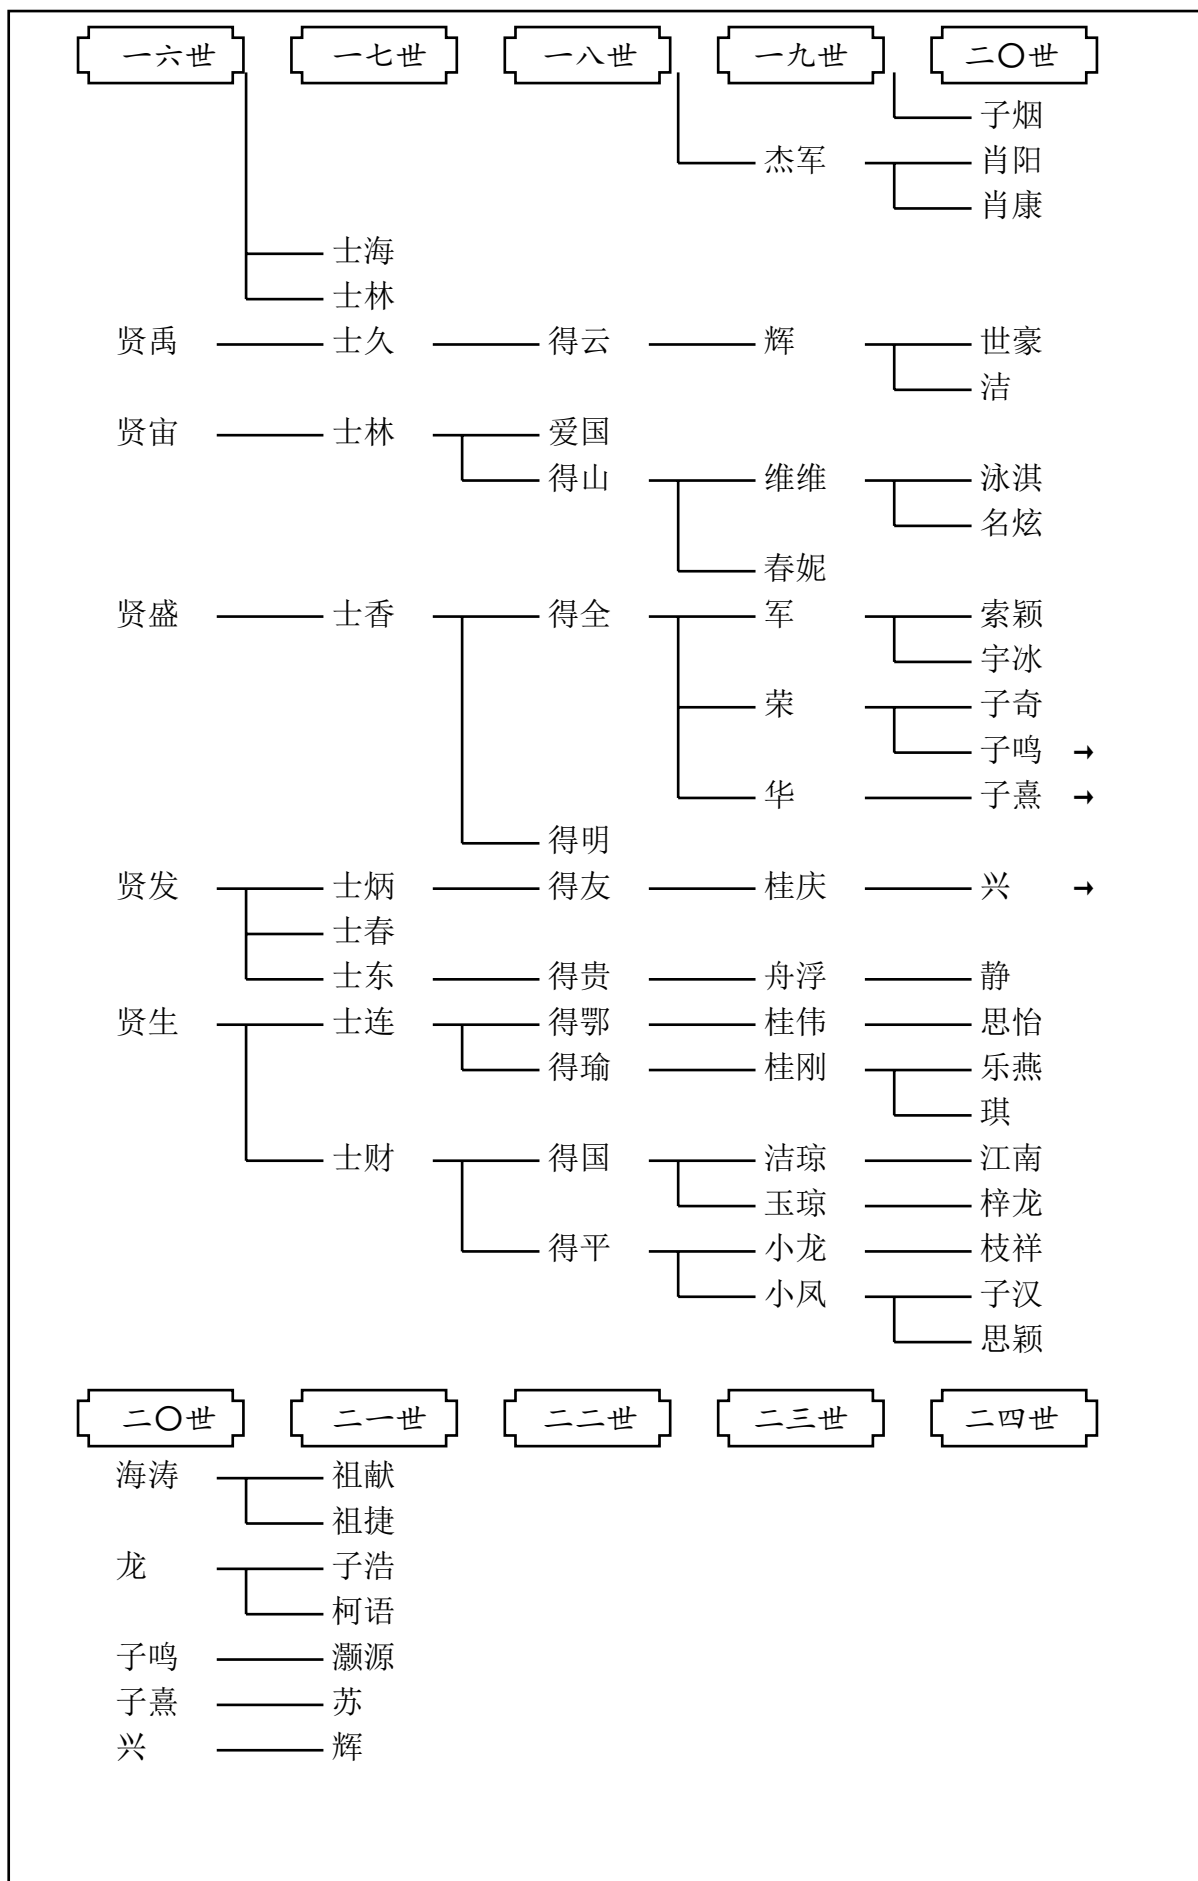 一六世 一七世 一八世 一九世 二〇世
子烟
杰军 肖阳
肖康
士海
士林
贤禹 士久 得云 辉 世豪
洁
贤宙 士林 爱国
得山 维维 泳淇
名炫
春妮
贤盛 士香 得全 军 索颖
宇冰
荣 子奇
子鸣 →
华 子熹 →
得明
贤发 士炳 得友 桂庆 兴 →
士春
士东 得贵 舟浮 静
贤生 士连 得鄂 桂伟 思怡
得瑜 桂刚 乐燕
琪
士财 得国 洁琼 江南
玉琼 梓龙
得平 小龙 枝祥
小凤 子汉
思颖
二〇世 二一世 二二世 二三世 二四世
海涛 祖献
祖捷
龙 子浩
柯语
子鸣 灏源
子熹 苏
兴 辉